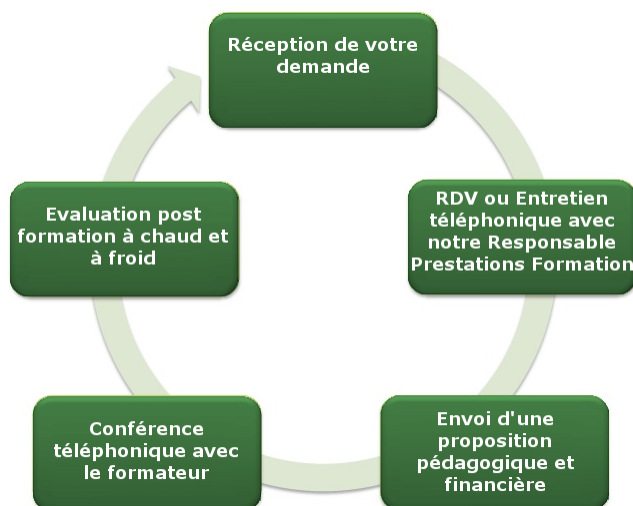 Réception de votre
demande
RDV ou Entretien
téléphonique avec
notre Responsable
Prestations Formation
Envoi d'une
proposition
pédagogique et
financière
Conférence
téléphonique avec
le formateur
Evaluation post
formation à chaud et
à froid